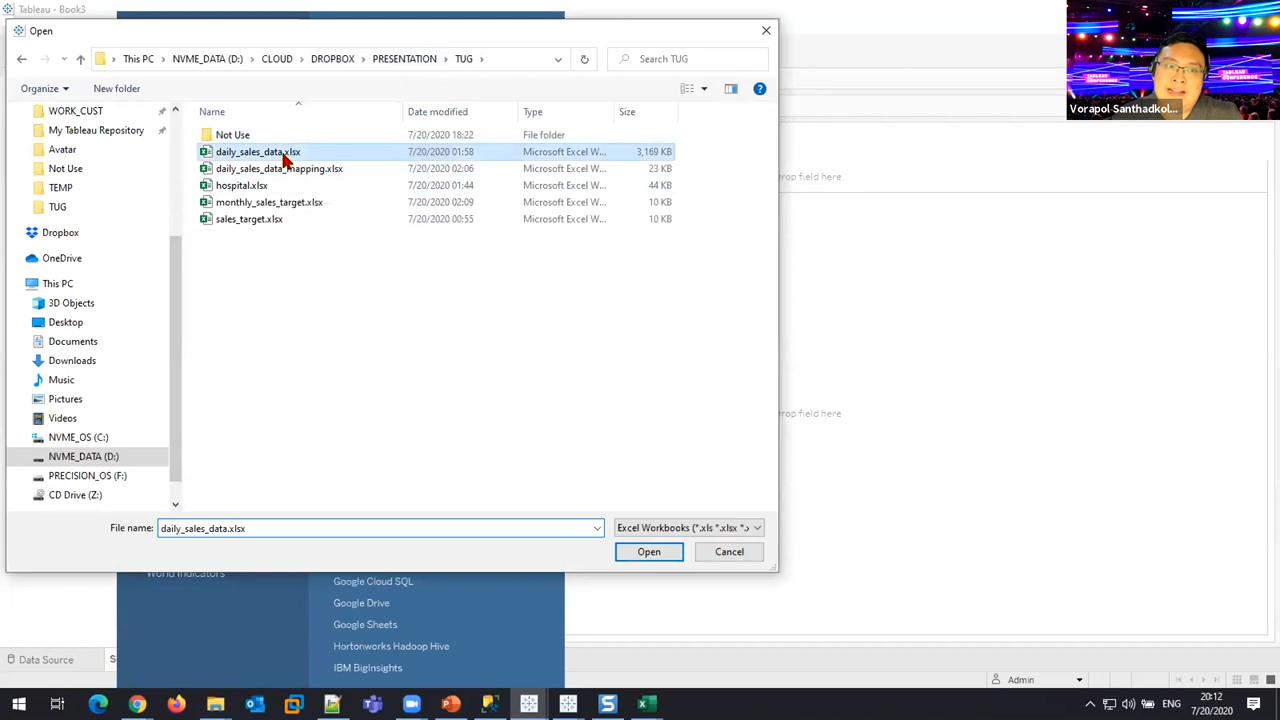 Tableau - Book3
Open
This PC > NVME_DATA (D:) > CLOUD > DROPBOX > PRESENTATION > TUG >
Search TUG
Vorapol Santhadkol...
Organize
New folder
Name
Date modified
Type
Size
WORK_CUST
My Tableau Repository
Avatar
Not Use
TEMP
TUG
Dropbox
OneDrive
This PC
3D Objects
Desktop
Documents
Downloads
Music
Pictures
Videos
NVME_OS (C:)
NVME_DATA (D:)
PRECISION_OS (F:)
CD Drive (Z:)
Not Use 7/20/2020 18:22 File folder
daily_sales_data.xlsx 7/20/2020 01:58 Microsoft Excel W... 3,169 KB
daily_sales_data_mapping.xlsx 7/20/2020 02:06 Microsoft Excel W... 23 KB
hospital.xlsx 7/20/2020 01:44 Microsoft Excel W... 44 KB
monthly_sales_target.xlsx 7/20/2020 02:09 Microsoft Excel W... 10 KB
sales_target.xlsx 7/20/2020 00:55 Microsoft Excel W... 10 KB
Drop field here
Drop field here
File name: daily_sales_data.xlsx
Excel Workbooks (*.xls *.xlsx *.
Open
Cancel
World Indicators
Google Cloud SQL
Google Drive
Google Sheets
Hortonworks Hadoop Hive
IBM BigInsights
Data Source
Admin
ENG
20:12
7/20/2020